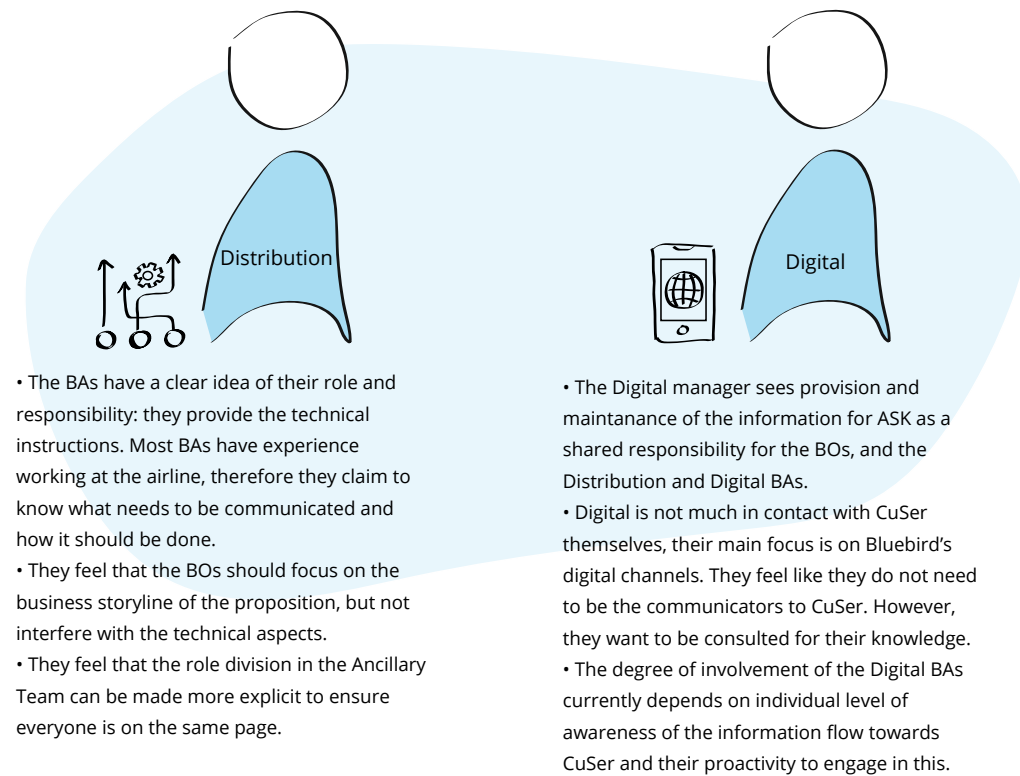 Distribution
• The BAs have a clear idea of their role and
responsibility: they provide the technical
instructions. Most BAs have experience
working at the airline, therefore they claim to
know what needs to be communicated and
how it should be done.
• They feel that the BOs should focus on the
business storyline of the proposition, but not
interfere with the technical aspects.
• They feel that the role division in the Ancillary
Team can be made more explicit to ensure
everyone is on the same page.
Digital
• The Digital manager sees provision and
maintanance of the information for ASK as a
shared responsibility for the BOs, and the
Distribution and Digital BAs.
• Digital is not much in contact with CuSer
themselves, their main focus is on Bluebird’s
digital channels. They feel like they do not need
to be the communicators to CuSer. However,
they want to be consulted for their knowledge.
• The degree of involvement of the Digital BAs
currently depends on individual level of
awareness of the information flow towards
CuSer and their proactivity to engage in this.